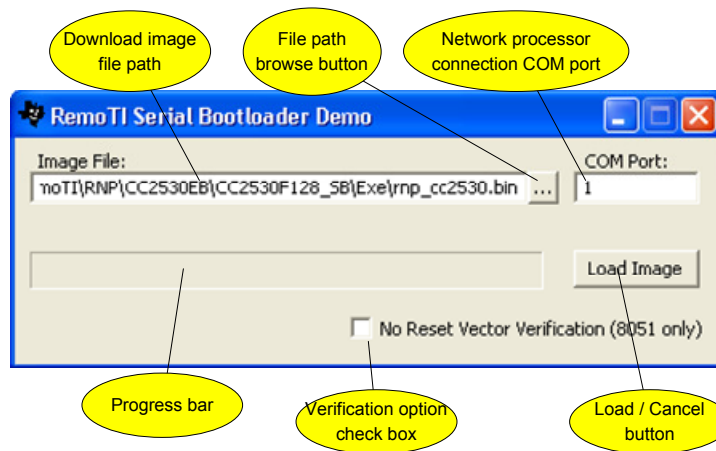 Download image
file path
File path
browse button
Network processor
connection COM port
RemoTI Serial Bootloader Demo
Image File:
COM Port:
noTI\RNP\CC2530EB\CC2530F128_SB\Exe\rnp_cc2530.bin
...
1
Load Image
No Reset Vector Verification (8051 only)
Progress bar
Verification option
check box
Load / Cancel
button